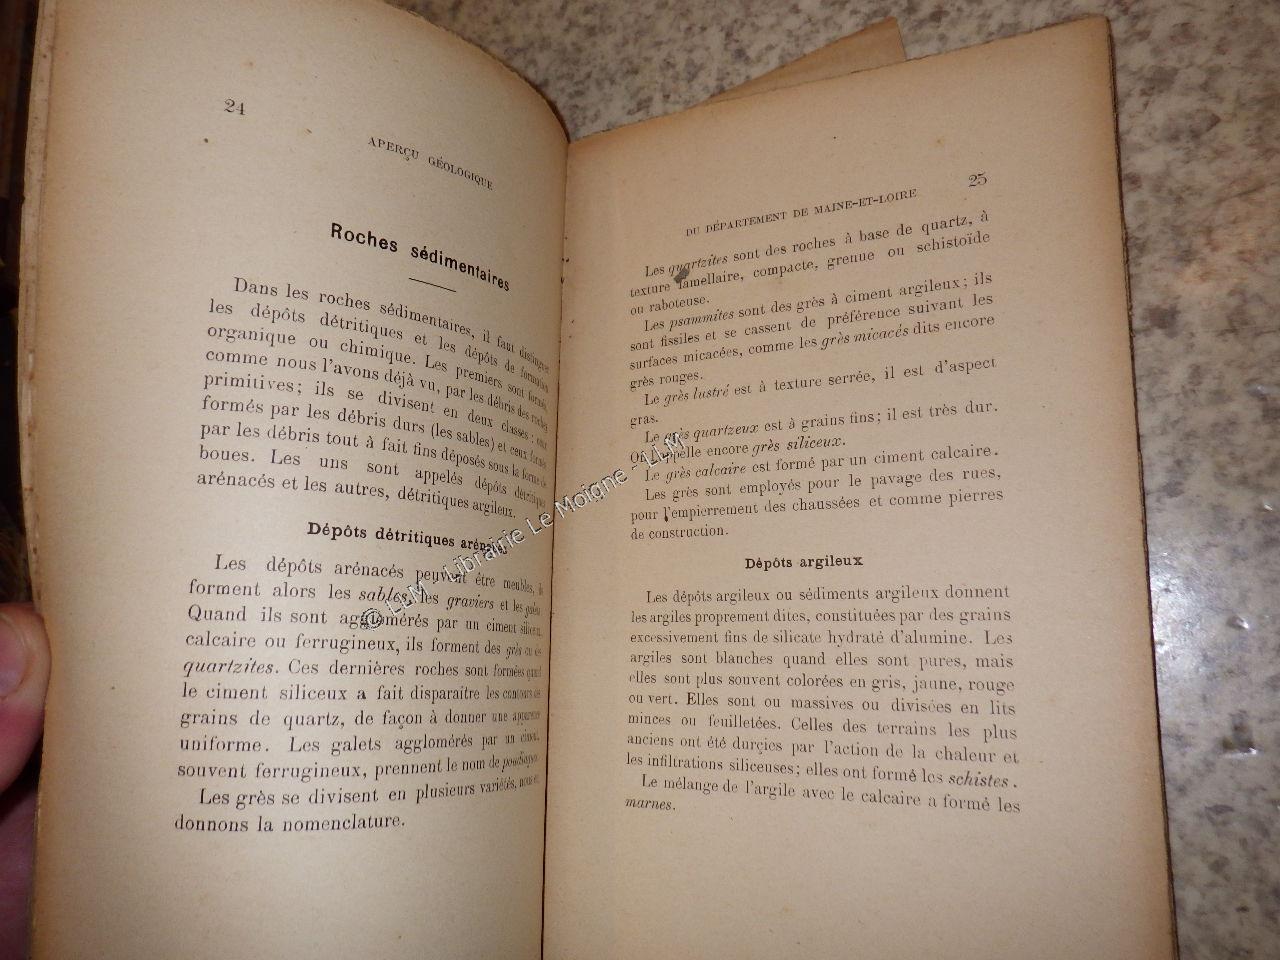 24
APERÇU GÉOLOGIQUE
Roches sédimentaires
Dans les roches sédimentaires, il faut distinguer
les dépôts détritiques et les dépôts de formation
organique ou chimique. Les premiers sont formés,
comme nous l'avons déjà vu, par les débris des roches
primitives ; ils se divisent en deux classes : ceux
formés par les débris durs (les sables) et ceux formés
par les débris tout à fait fins déposés sous la forme de
boues. Les uns sont appelés dépôts détritiques
arénacés et les autres, détritiques argileux.
Dépôts détritiques arénacés
Les dépôts arénacés peuvent être meubles, ils
forment alors les sables, les graviers et les galets.
Quand ils sont agglomérés par un ciment siliceux,
calcaire ou ferrugineux, ils forment des grès ou des
quartzites. Ces dernières roches sont formées quand
le ciment siliceux a fait disparaître les contours des
grains de quartz, de façon à donner une apparence
uniforme. Les galets agglomérés par un ciment,
souvent ferrugineux, prennent le nom de poudingues.
Les grès se divisent en plusieurs variétés, nous en
donnons la nomenclature.
DU DÉPARTEMENT DE MAINE-ET-LOIRE
25
Les quartzites sont des roches à base de quartz, à
texture lamellaire, compacte, grenue ou schistoïde
ou raboteuse.
Les psammites sont des grès à ciment argileux ; ils
sont fissiles et se cassent de préférence suivant les
surfaces micacées, comme les grès micacés dits encore
grès rouges.
Le grès lustré est à texture serrée, il est d'aspect
gras.
Le grès quartzeux est à grains fins ; il est très dur.
On l'appelle encore grès siliceux.
Le grès calcaire est formé par un ciment calcaire.
Les grès sont employés pour le pavage des rues,
pour l'empierrement des chaussées et comme pierres
de construction.
Dépôts argileux
Les dépôts argileux ou sédiments argileux donnent
les argiles proprement dites, constituées par des grains
excessivement fins de silicate hydraté d'alumine. Les
argiles sont blanches quand elles sont pures, mais
elles sont plus souvent colorées en gris, jaune, rouge
ou vert. Elles sont ou massives ou divisées en lits
minces ou feuilletées. Celles des terrains les plus
anciens ont été durçies par l'action de la chaleur et
les infiltrations siliceuses ; elles ont formé les schistes.
Le mélange de l'argile avec le calcaire a formé les
marnes.
© LLM - Librairie Le Moigne - LLM